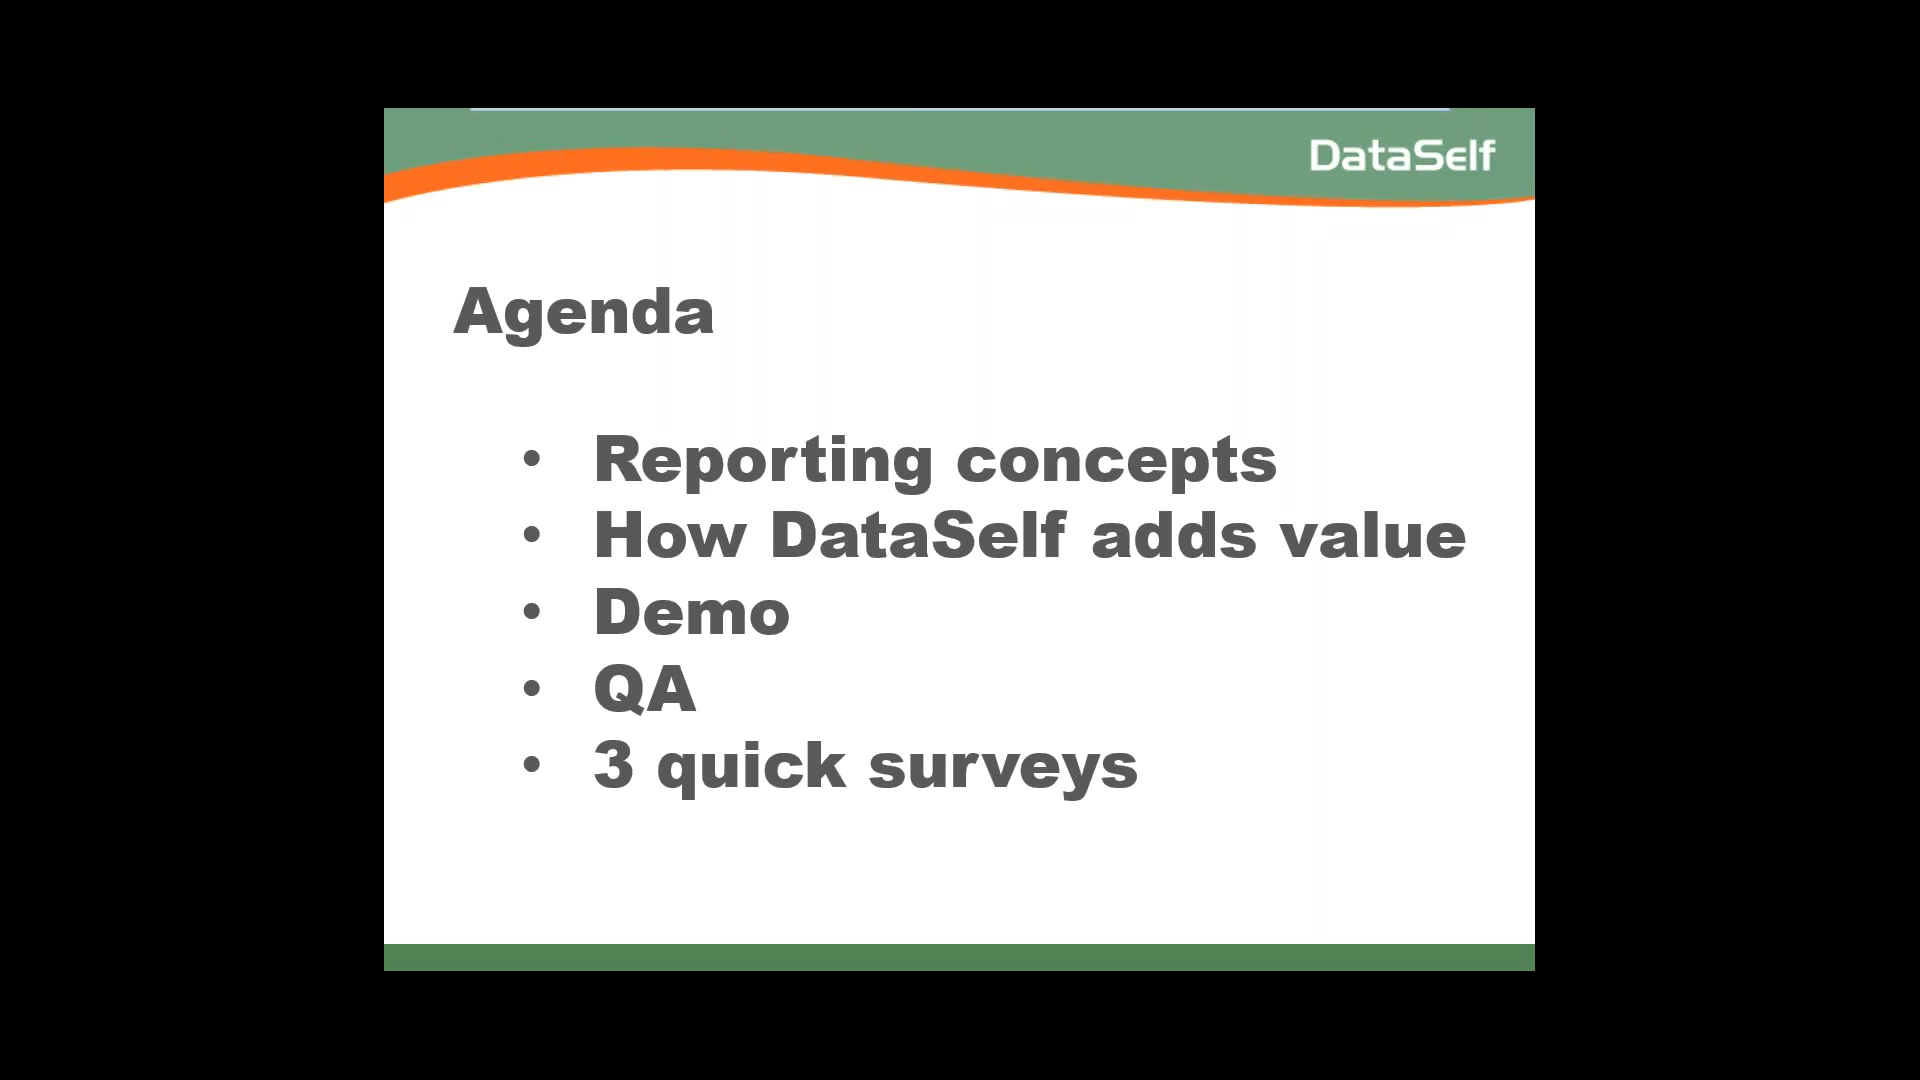 DataSelf
Agenda
• Reporting concepts
• How DataSelf adds value
• Demo
• QA
• 3 quick surveys